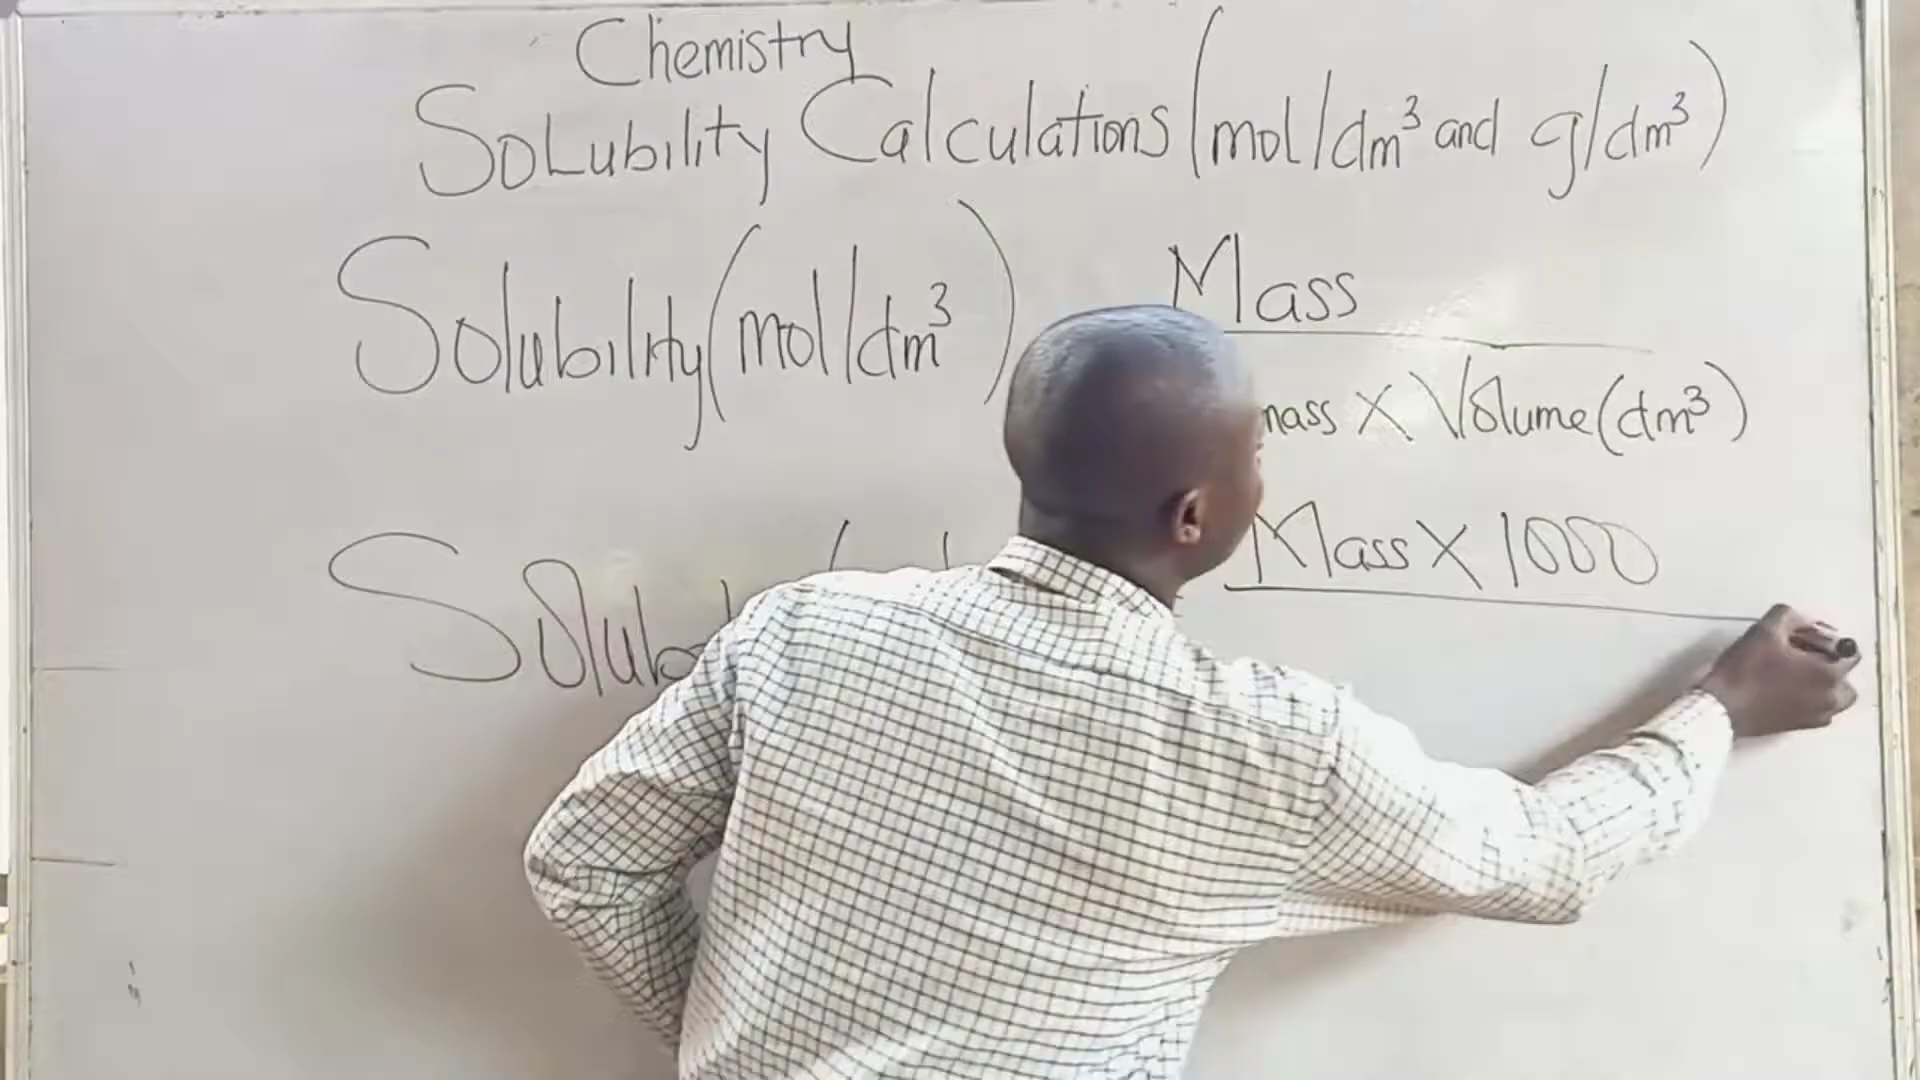 Chemistry
Solubility Calculations (mol/dm³ and g/dm³)
Solubility (mol/dm³)
Mass
mass X Volume (dm³)
Mass X 1000